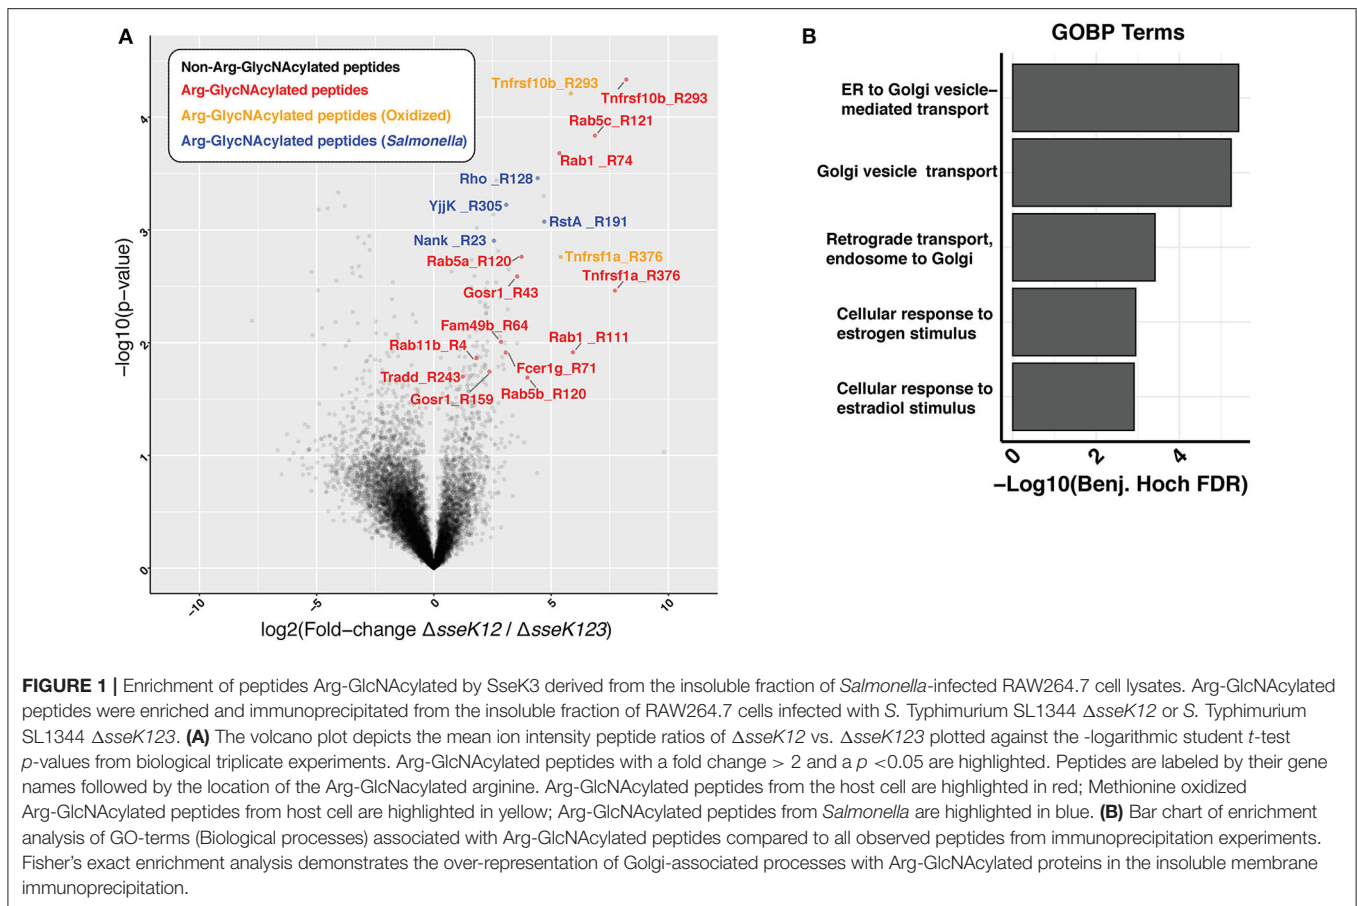 A
Non-Arg-GlycNAcylated peptides
Arg-GlycNAcylated peptides
Arg-GlycNAcylated peptides (Oxidized)
Arg-GlycNAcylated peptides (Salmonella)
Tnfrsf10b_R293
Tnfrsf10b_R293
Rab5c_R121
Rab1 _R74
Rho _R128
YjjK _R305
RstA _R191
Nank _R23
Rab5a_R120
Tnfrsf1a_R376
Tnfrsf1a_R376
Gosr1_R43
Fam49b_R64
Rab1 _R111
Rab11b_R4
Fcer1g_R71
Tradd_R243
Gosr1_R159
Rab5b_R120
−log10(p−value)
4
3
2
1
0
-10
-5
0
5
10
log2(Fold−change ΔsseK12 / ΔsseK123)
B
GOBP Terms
ER to Golgi vesicle−
mediated transport
Golgi vesicle transport
Retrograde transport,
endosome to Golgi
Cellular response to
estrogen stimulus
Cellular response to
estradiol stimulus
0
2
4
−Log10(Benj. Hoch FDR)
FIGURE 1 | Enrichment of peptides Arg-GlcNAcylated by SseK3 derived from the insoluble fraction of Salmonella-infected RAW264.7 cell lysates. Arg-GlcNAcylated
peptides were enriched and immunoprecipitated from the insoluble fraction of RAW264.7 cells infected with S. Typhimurium SL1344 ΔsseK12 or S. Typhimurium
SL1344 ΔsseK123. (A) The volcano plot depicts the mean ion intensity peptide ratios of ΔsseK12 vs. ΔsseK123 plotted against the -logarithmic student t-test
p-values from biological triplicate experiments. Arg-GlcNAcylated peptides with a fold change > 2 and a p <0.05 are highlighted. Peptides are labeled by their gene
names followed by the location of the Arg-GlcNacylated arginine. Arg-GlcNAcylated peptides from the host cell are highlighted in red; Methionine oxidized
Arg-GlcNAcylated peptides from host cell are highlighted in yellow; Arg-GlcNAcylated peptides from Salmonella are highlighted in blue. (B) Bar chart of enrichment
analysis of GO-terms (Biological processes) associated with Arg-GlcNAcylated peptides compared to all observed peptides from immunoprecipitation experiments.
Fisher's exact enrichment analysis demonstrates the over-representation of Golgi-associated processes with Arg-GlcNAcylated proteins in the insoluble membrane
immunoprecipitation.